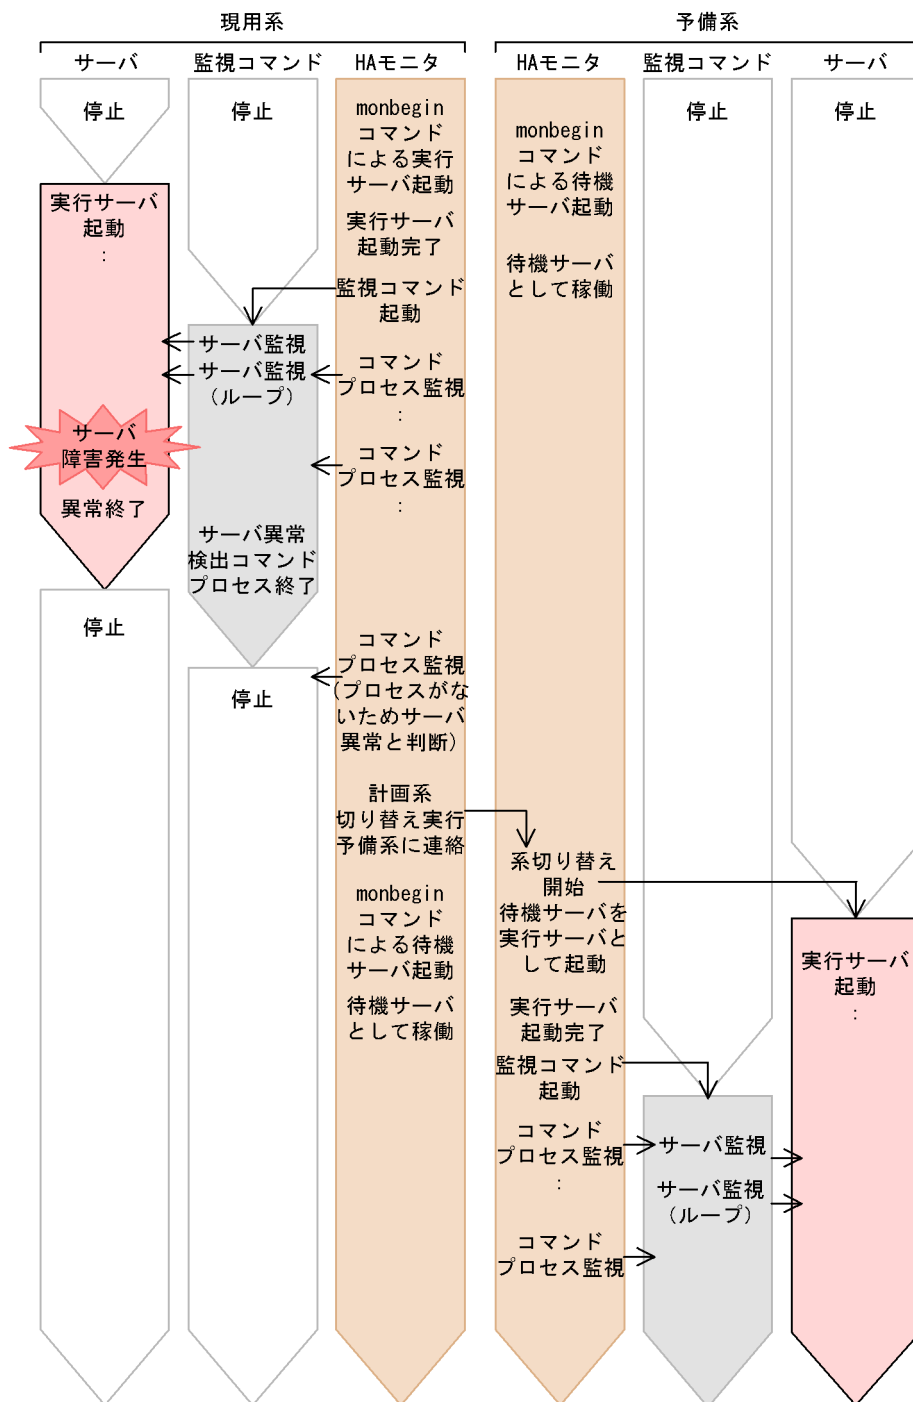 現用系
予備系
サーバ
監視コマンド
HAモニタ
HAモニタ
監視コマンド
サーバ
停止
実行サーバ
起動
:
サーバ
障害発生
異常終了
停止
停止
サーバ監視
サーバ監視
(ループ)
サーバ異常
検出コマンド
プロセス終了
停止
monbegin
コマンド
による実行
サーバ起動
実行サーバ
起動完了
監視コマンド
起動
コマンド
プロセス監視
:
コマンド
プロセス監視
:
コマンド
プロセス監視
(プロセスがな
いためサーバ
異常と判断)
計画系
切り替え実行
予備系に連絡
monbegin
コマンド
による待機
サーバ起動
待機サーバ
として稼働
monbegin
コマンド
による待機
サーバ起動
待機サーバ
として稼働
系切り替え
開始
待機サーバを
実行サーバと
して起動
実行サーバ
起動完了
監視コマンド
起動
コマンド
プロセス監視
:
コマンド
プロセス監視
停止
サーバ監視
サーバ監視
(ループ)
停止
実行サーバ
起動
: